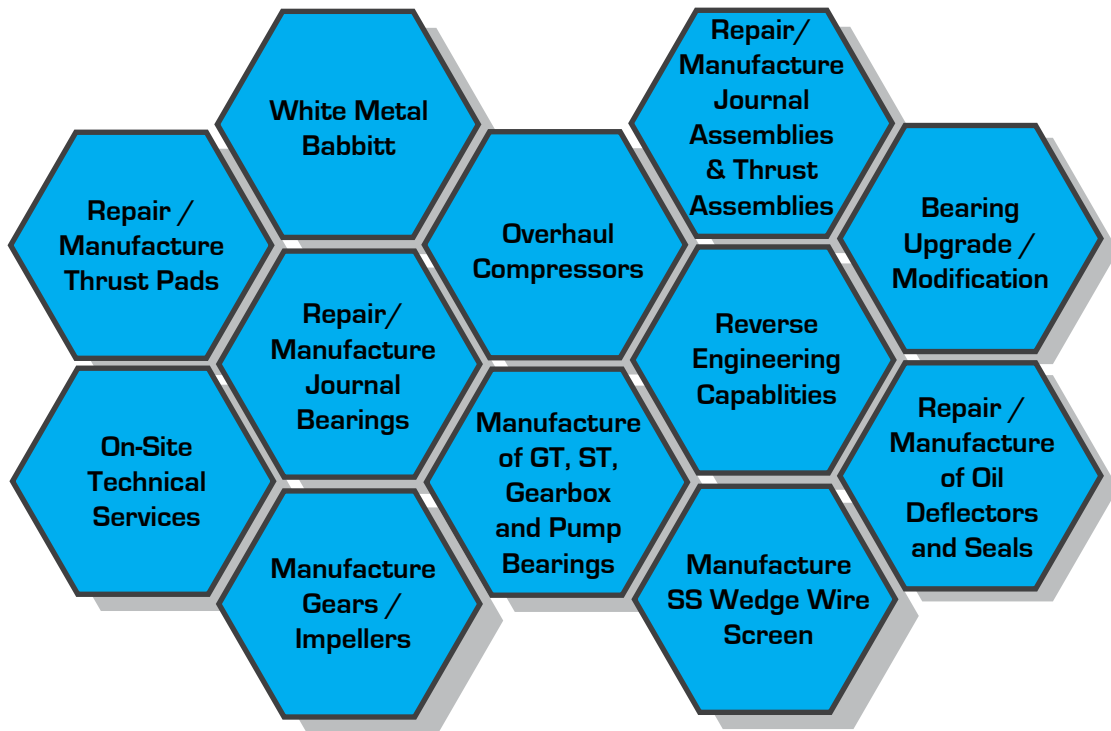 White Metal
Babbitt
Repair/
Manufacture
Journal
Assemblies
& Thrust
Assemblies
Repair /
Manufacture
Thrust Pads
Overhaul
Compressors
Bearing
Upgrade /
Modification
Repair/
Manufacture
Journal
Bearings
Reverse
Engineering
Capablities
On-Site
Technical
Services
Manufacture
of GT, ST,
Gearbox
and Pump
Bearings
Repair /
Manufacture
of Oil
Deflectors
and Seals
Manufacture
Gears /
Impellers
Manufacture
SS Wedge Wire
Screen